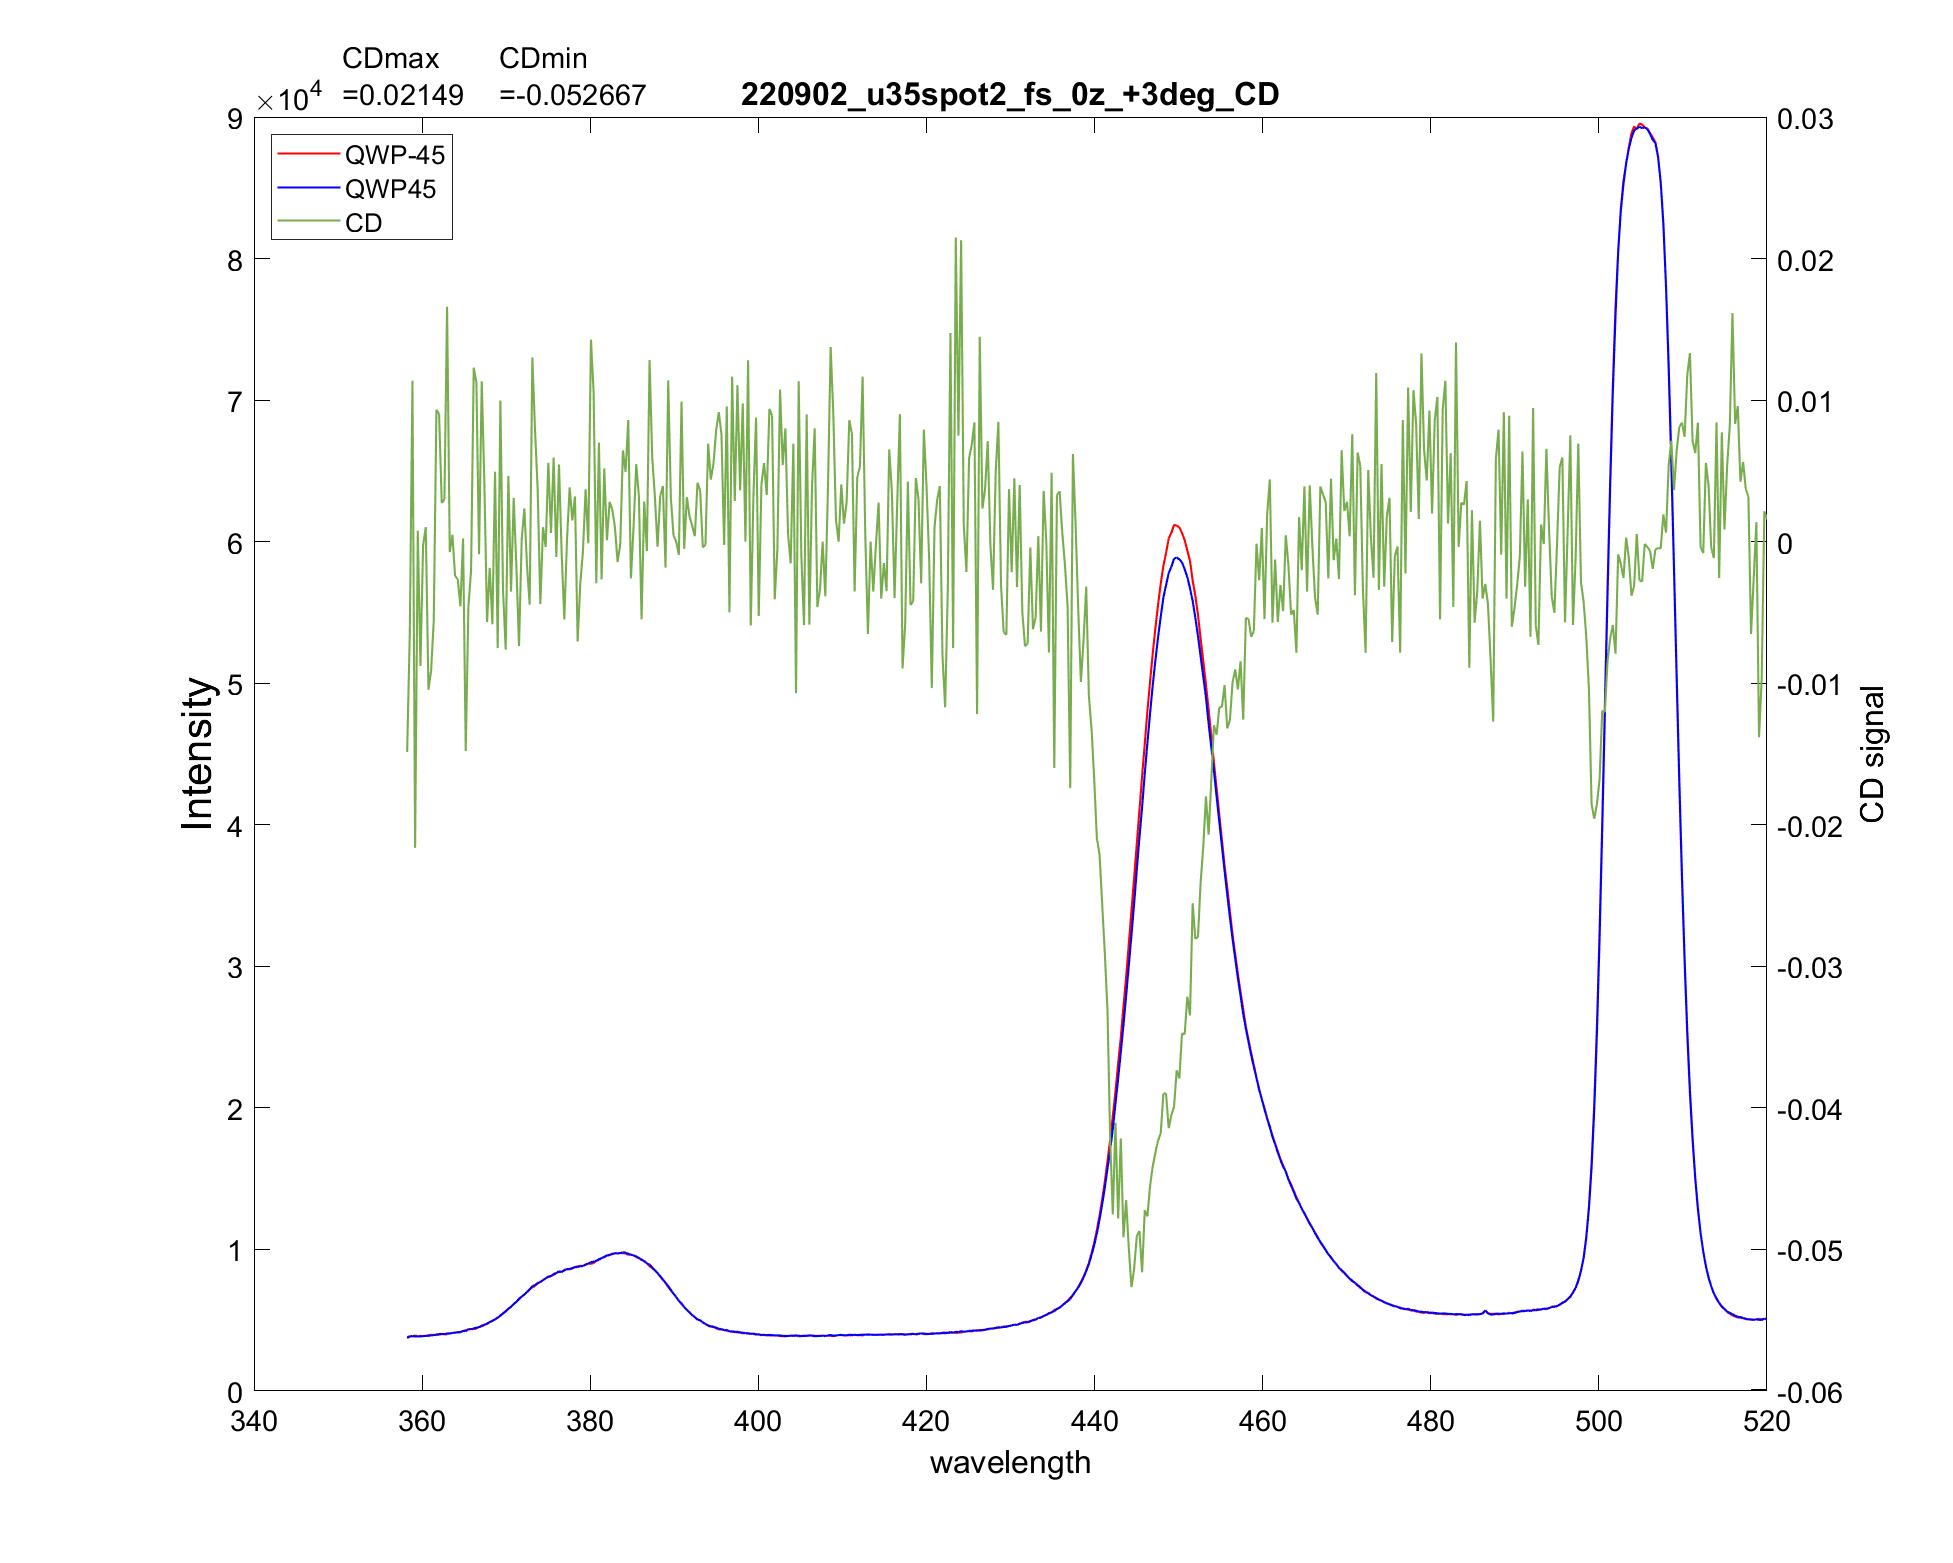 CDmax CDmin
=0.02149 =-0.052667
×10⁴
220902_u35spot2_fs_0z_+3deg_CD
QWP-45
QWP45
CD
9
8
7
6
5
4
3
2
1
0
Intensity
0.03
0.02
0.01
0
-0.01
-0.02
-0.03
-0.04
-0.05
-0.06
CD signal
340 360 380 400 420 440 460 480 500 520
wavelength